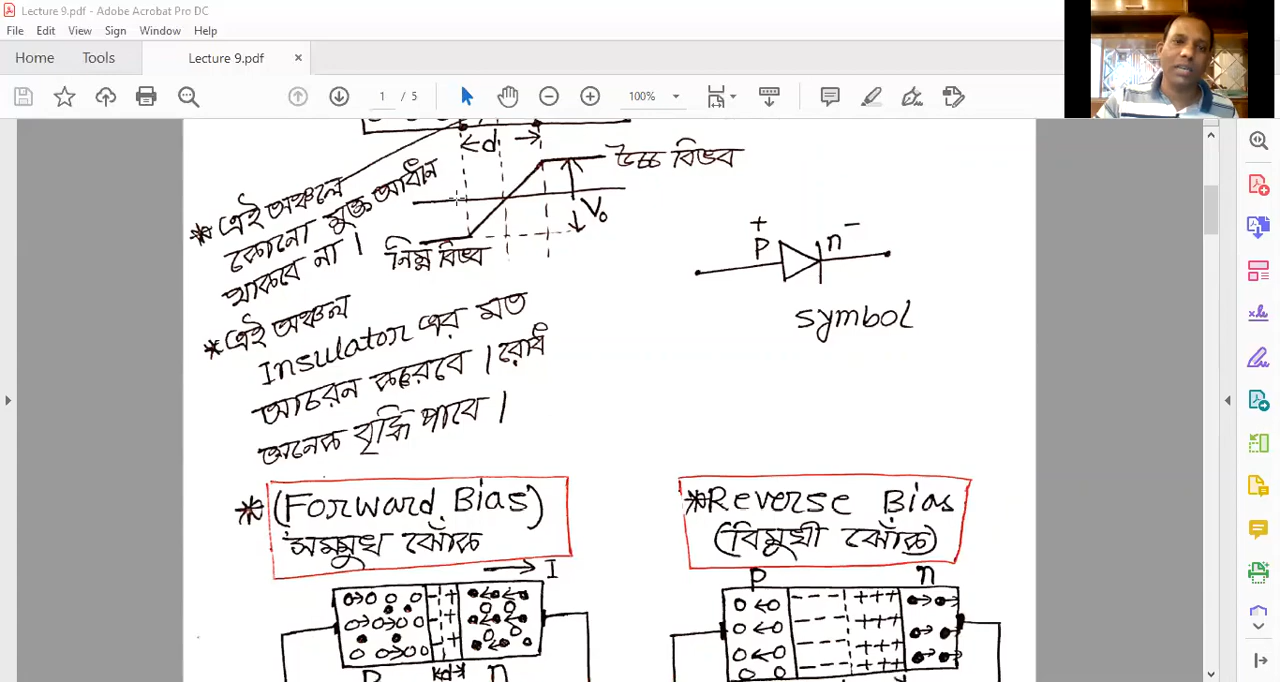 Lecture 9.pdf - Adobe Acrobat Pro DC
File Edit View Sign Window Help
Home Tools Lecture 9.pdf ×
1 / 5 100%
d
উচ্চ বিভব
V₀
নিম্ন বিভব
* এই অঞ্চলে
কোনো মুক্ত আধান
থাকবে না।
* এই অঞ্চল
Insulator এর মত
আচরন করবে। রোধ
অনেক বৃদ্ধি পাবে।
+ −
P n
symbol
* (Forward Bias)
সম্মুখ ঝোঁক
I
- +
- +
- +
P d n
* Reverse Bias
(বিমুখী ঝোঁক)
P n
- - - - +++
- - - - +++
- - - - +++
- - - - +++